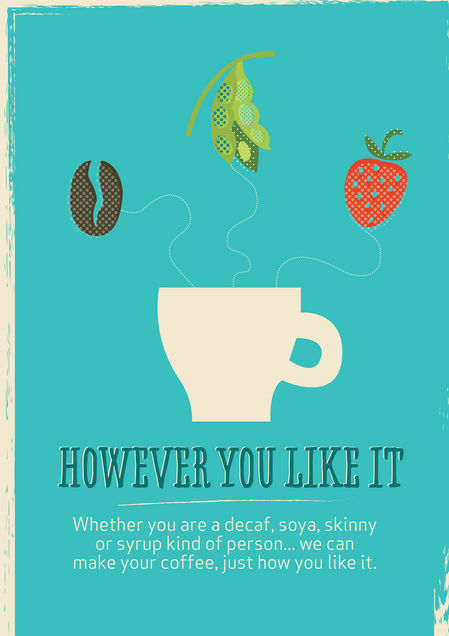 HOWEVER YOU LIKE IT
Whether you are a decaf, soya, skinny
or syrup kind of person... we can
make your coffee, just how you like it.